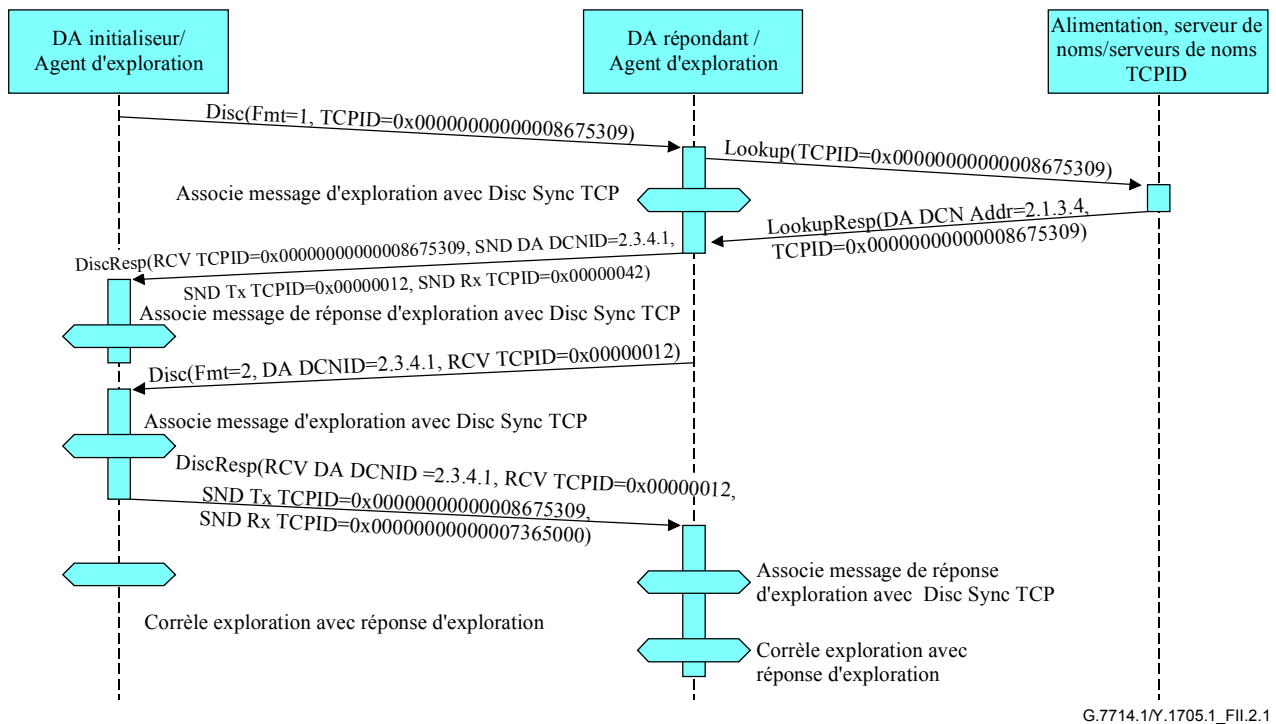 DA initialiseur/
Agent d'exploration
DA répondant /
Agent d'exploration
Alimentation, serveur de
noms/serveurs de noms
TCPID
Disc(Fmt=1, TCPID=0x00000000000008675309)
Lookup(TCPID=0x00000000000008675309)
Associe message d'exploration avec Disc Sync TCP
LookupResp(DA DCN Addr=2.1.3.4,
TCPID=0x00000000000008675309)
DiscResp(RCV TCPID=0x00000000000008675309, SND DA DCNID=2.3.4.1,
SND Tx TCPID=0x00000012, SND Rx TCPID=0x00000042)
Associe message de réponse d'exploration avec Disc Sync TCP
Disc(Fmt=2, DA DCNID=2.3.4.1, RCV TCPID=0x00000012)
Associe message d'exploration avec Disc Sync TCP
DiscResp(RCV DA DCNID =2.3.4.1, RCV TCPID=0x00000012,
SND Tx TCPID=0x00000000000008675309,
SND Rx TCPID=0x00000000000007365000)
Associe message de réponse
d'exploration avec Disc Sync TCP
Corrèle exploration avec réponse d'exploration
Corrèle exploration avec
réponse d'exploration
G.7714.1/Y.1705.1_FII.2.1